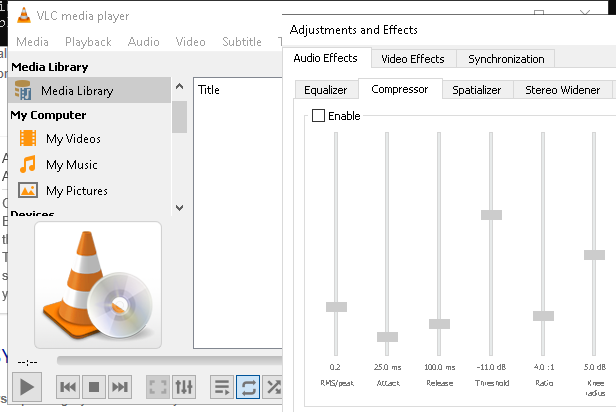 VLC media player
Media Playback Audio Video Subtitle
Media Library
Media Library
My Computer
My Videos
My Music
My Pictures
Devices
Title
--:--
Adjustments and Effects
Audio Effects Video Effects Synchronization
Equalizer Compressor Spatializer Stereo Widener
Enable
0.2 25.0 ms 100.0 ms -11.0 dB 4.0 :1 5.0 dB
RMS/peak Attack Release Threshold Ratio Knee
radius